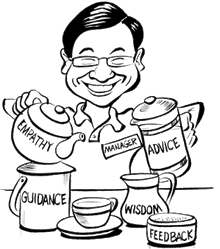 EMPATHY
MANAGER
ADVICE
GUIDANCE
WISDOM
FEEDBACK